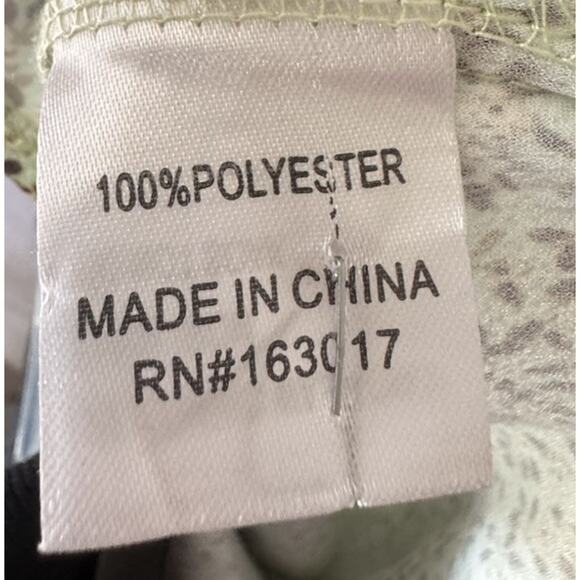 100%POLYESTER
MADE IN CHINA
RN#163017